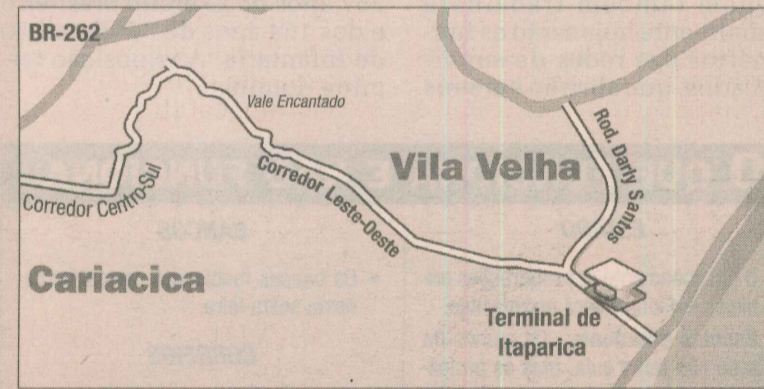 BR-262
Vale Encantado
Rod. Darly Santos
Vila Velha
Corredor Leste-Oeste
Corredor Centro-Sul
Cariacica
Terminal de
Itaparica